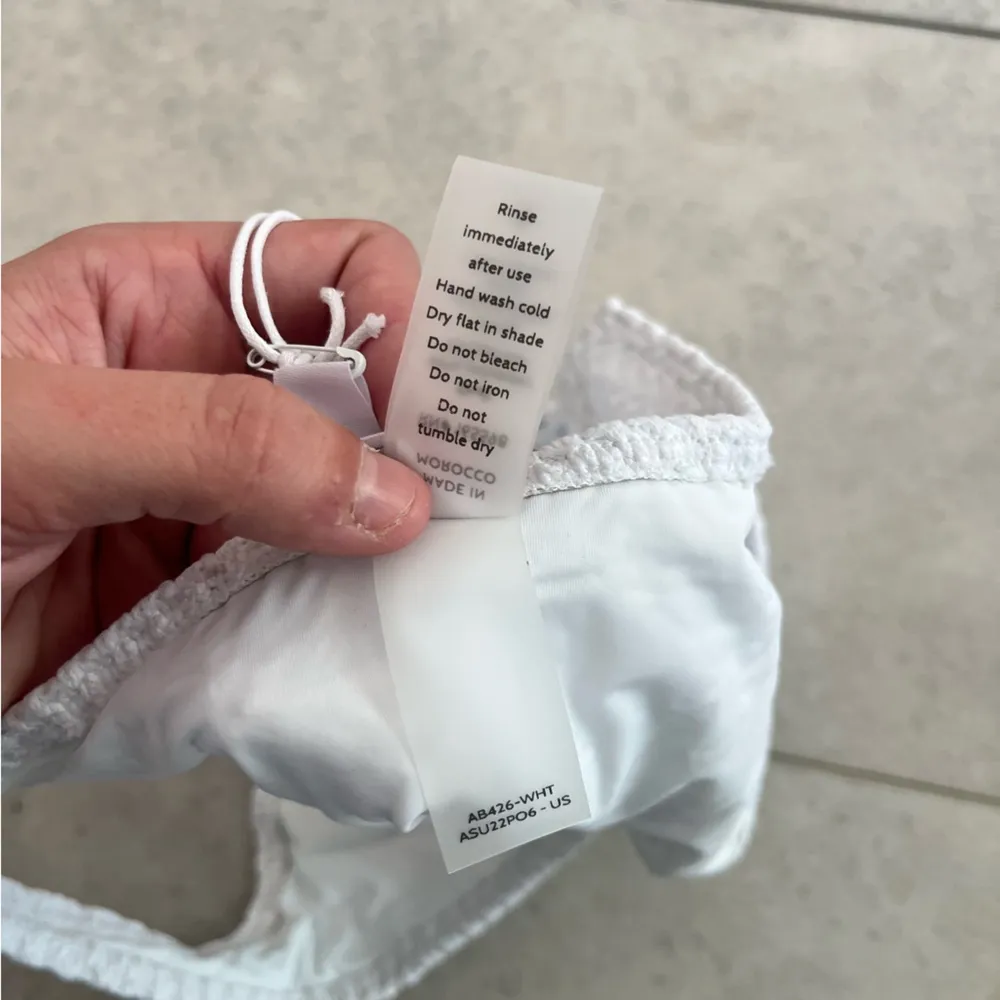 Rinse
immediately
after use
Hand wash cold
Dry flat in shade
Do not bleach
Do not iron
Do not
tumble dry
MADE IN
MOROCCO
AB426-WHT
ASU22PO6 - US